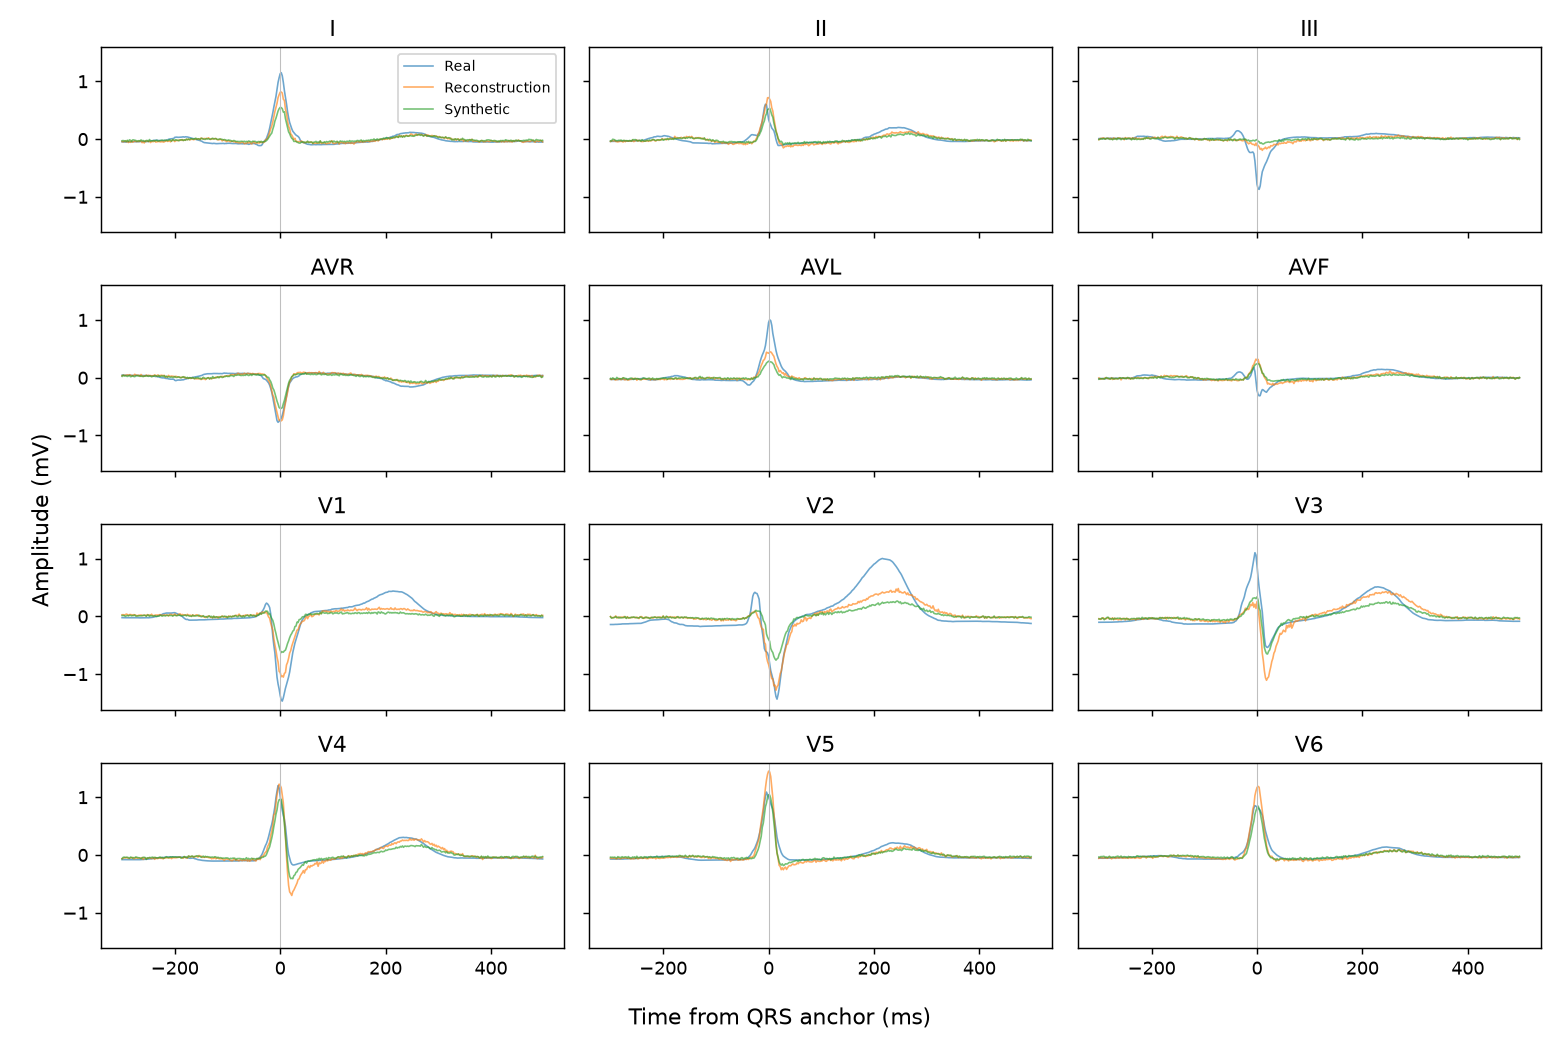 I
II
III
Real
Reconstruction
Synthetic
1
0
−1
AVR
AVL
AVF
1
0
−1
V1
V2
V3
1
0
−1
V4
V5
V6
1
0
−1
−200 0 200 400
−200 0 200 400
−200 0 200 400
Amplitude (mV)
Time from QRS anchor (ms)